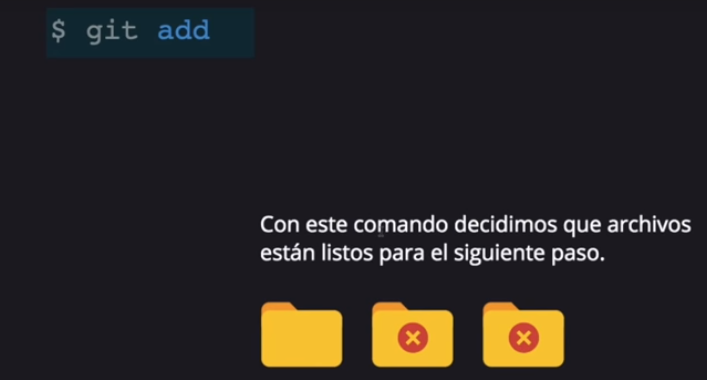 $ git add
Con este comando decidimos que archivos
están listos para el siguiente paso.